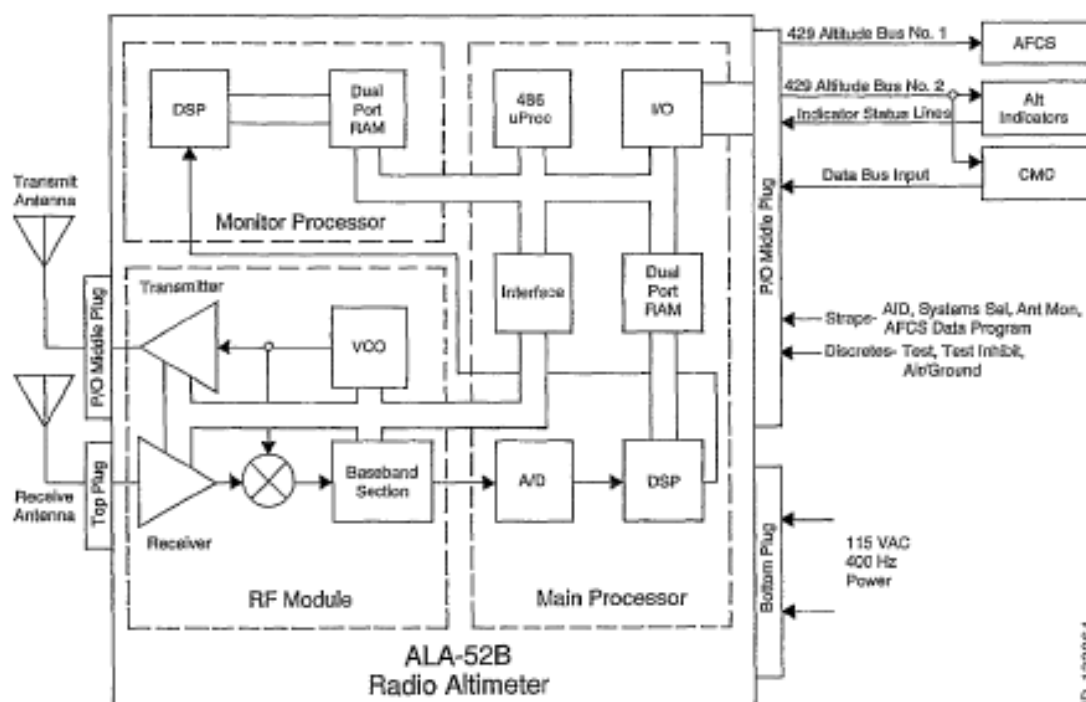 429 Altitude Bus No. 1
AFCS
DSP
Dual
Port
RAM
486
uProc
I/O
429 Altitude Bus No. 2
Alt
Indicators
Indicator Status Lines
Data Bus Input
CMC
Monitor Processor
Transmit
Antenna
P/O Middle Plug
Transmitter
VCO
Interface
Dual
Port
RAM
P/O Middle Plug
Straps- A/D, Systems Sel, Ant Mon,
AFCS Data Program
Discretes- Test, Test Inhibit,
Air/Ground
Receive
Antenna
Top Plug
Receiver
Baseband
Section
A/D
DSP
Bottom Plug
115 VAC
400 Hz
Power
RF Module
Main Processor
ALA-52B
Radio Altimeter